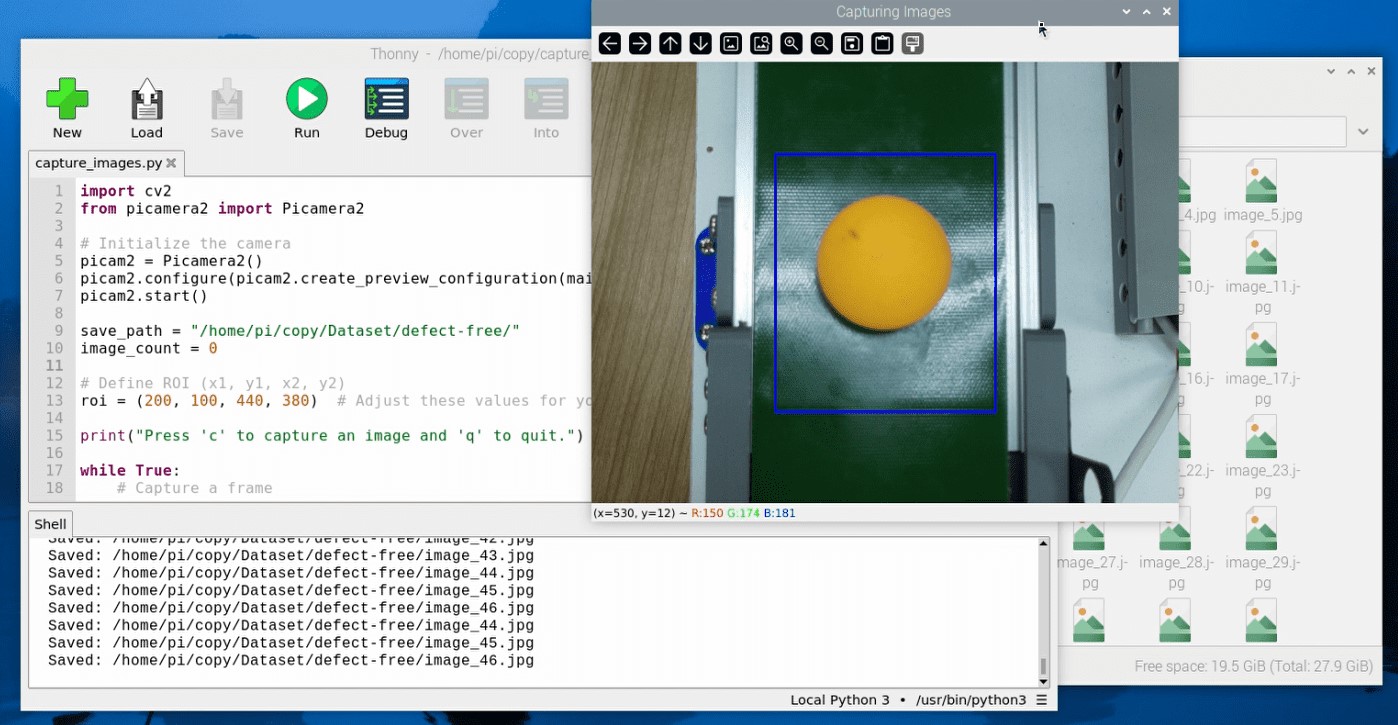 Capturing Images
Thonny - /home/pi/copy/capture_
New
Load
Save
Run
Debug
Over
Into
capture_images.py
1 import cv2
2 from picamera2 import Picamera2
3
4 # Initialize the camera
5 picam2 = Picamera2()
6 picam2.configure(picam2.create_preview_configuration(mai
7 picam2.start()
8
9 save_path = "/home/pi/copy/Dataset/defect-free/"
10 image_count = 0
11
12 # Define ROI (x1, y1, x2, y2)
13 roi = (200, 100, 440, 380)  # Adjust these values for yo
14
15 print("Press 'c' to capture an image and 'q' to quit.")
16
17 while True:
18     # Capture a frame
(x=530, y=12) ~ R:150 G:174 B:181
Shell
Saved: /home/pi/copy/Dataset/defect-free/image_42.jpg
Saved: /home/pi/copy/Dataset/defect-free/image_43.jpg
Saved: /home/pi/copy/Dataset/defect-free/image_44.jpg
Saved: /home/pi/copy/Dataset/defect-free/image_45.jpg
Saved: /home/pi/copy/Dataset/defect-free/image_46.jpg
Saved: /home/pi/copy/Dataset/defect-free/image_44.jpg
Saved: /home/pi/copy/Dataset/defect-free/image_45.jpg
Saved: /home/pi/copy/Dataset/defect-free/image_46.jpg
Local Python 3 • /usr/bin/python3 ☰
_4.jpg image_5.jpg
_10.j- image_11.j-
pg
_16.j- image_17.j-
pg
_22.j- image_23.j-
pg
mage_27.j- image_28.j- image_29.j-
pg pg pg
Free space: 19.5 GiB (Total: 27.9 GiB)